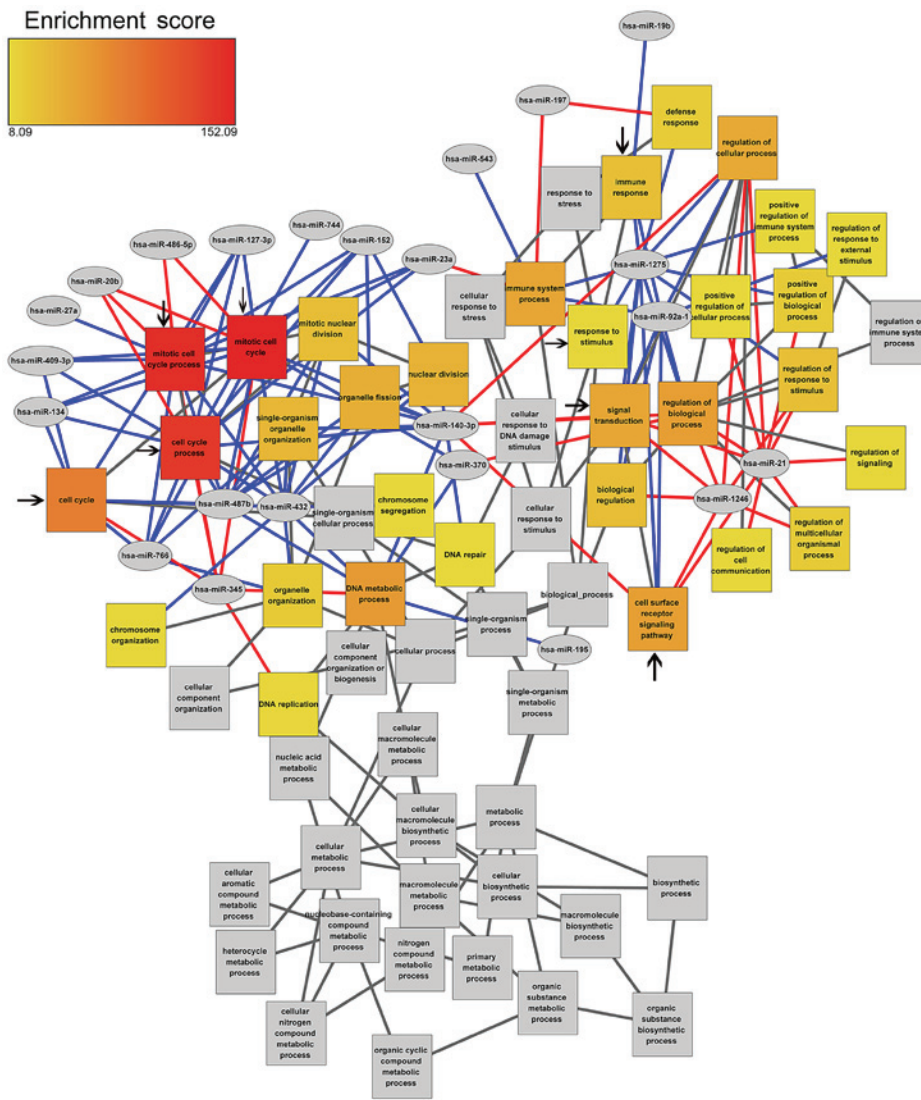 Enrichment score
8.09
152.09
hsa-miR-19b
hsa-miR-197
defense
response
regulation of
cellular process
hsa-miR-543
immune
response
response to
stress
positive
regulation of
immune system
process
regulation of
response to
external
stimulus
hsa-miR-744
hsa-miR-127-3p
hsa-miR-152
hsa-miR-486-5p
hsa-miR-23a
hsa-miR-1275
hsa-miR-20b
immune system
process
cellular
response to
stress
positive
regulation of
cellular process
positive
regulation of
biological
process
hsa-miR-27a
hsa-miR-92a-1
mitotic nuclear
division
response to
stimulus
regulation of
immune system
process
mitotic cell
cycle process
mitotic cell
cycle
hsa-miR-409-3p
nuclear division
regulation of
response to
stimulus
organelle fission
hsa-miR-134
single-organism
organelle
organization
hsa-miR-140-3p
cellular
response to
DNA damage
stimulus
signal
transduction
regulation of
biological
process
cell cycle
process
hsa-miR-370
hsa-miR-21
regulation of
signaling
cell cycle
hsa-miR-487b
hsa-miR-432
single-organism
cellular process
chromosome
segregation
cellular
response to
stimulus
biological
regulation
hsa-miR-1246
regulation of
multicellular
organismal
process
hsa-miR-766
DNA repair
regulation of
cell
communication
hsa-miR-345
organelle
organization
DNA metabolic
process
biological_process
cell surface
receptor
signaling
pathway
chromosome
organization
single-organism
process
cellular process
hsa-miR-195
cellular
component
organization or
biogenesis
cellular
component
organization
DNA replication
single-organism
metabolic
process
cellular
macromolecule
metabolic
process
nucleic acid
metabolic
process
cellular
macromolecule
biosynthetic
process
metabolic
process
cellular
metabolic
process
cellular
biosynthetic
process
biosynthetic
process
cellular
aromatic
compound
metabolic
process
macromolecule
metabolic
process
macromolecule
biosynthetic
process
nucleobase-containing
compound
metabolic
process
heterocycle
metabolic
process
nitrogen
compound
metabolic
process
primary
metabolic
process
organic
substance
metabolic
process
cellular
nitrogen
compound
metabolic
process
organic
substance
biosynthetic
process
organic cyclic
compound
metabolic
process